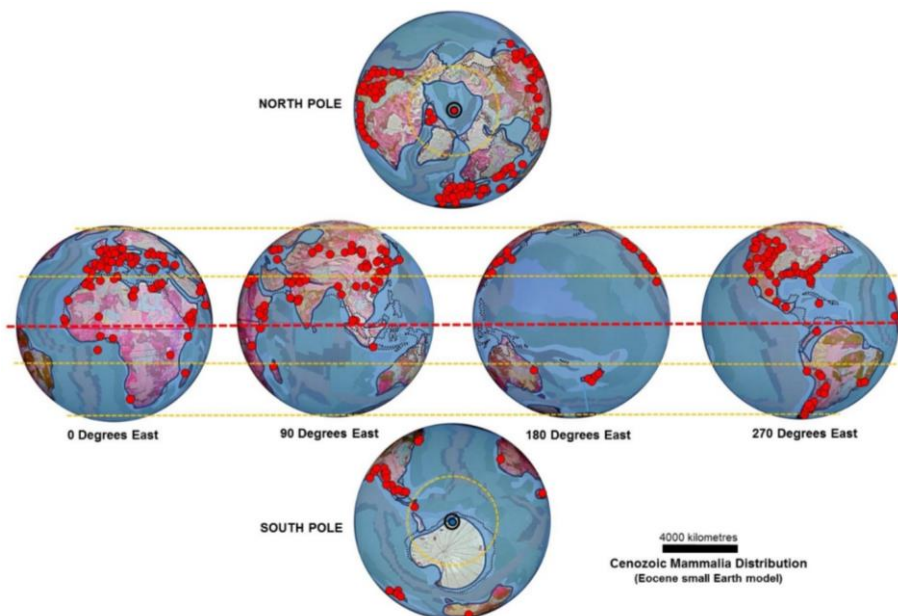 NORTH POLE
0 Degrees East
90 Degrees East
180 Degrees East
270 Degrees East
SOUTH POLE
4000 kilometres
Cenozoic Mammalia Distribution
(Eocene small Earth model)